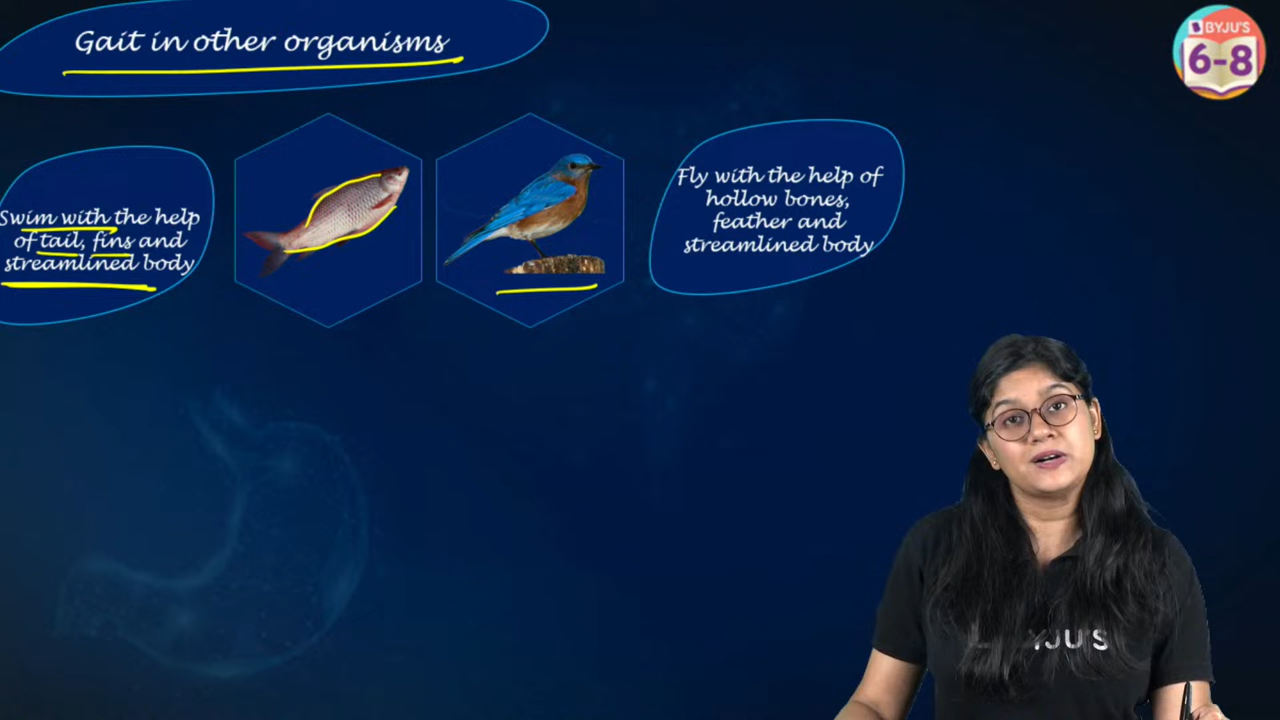 Gait in other organisms
BYJU'S
6-8
Swim with the help
of tail, fins and
streamlined body
Fly with the help of
hollow bones,
feather and
streamlined body
YJU'S